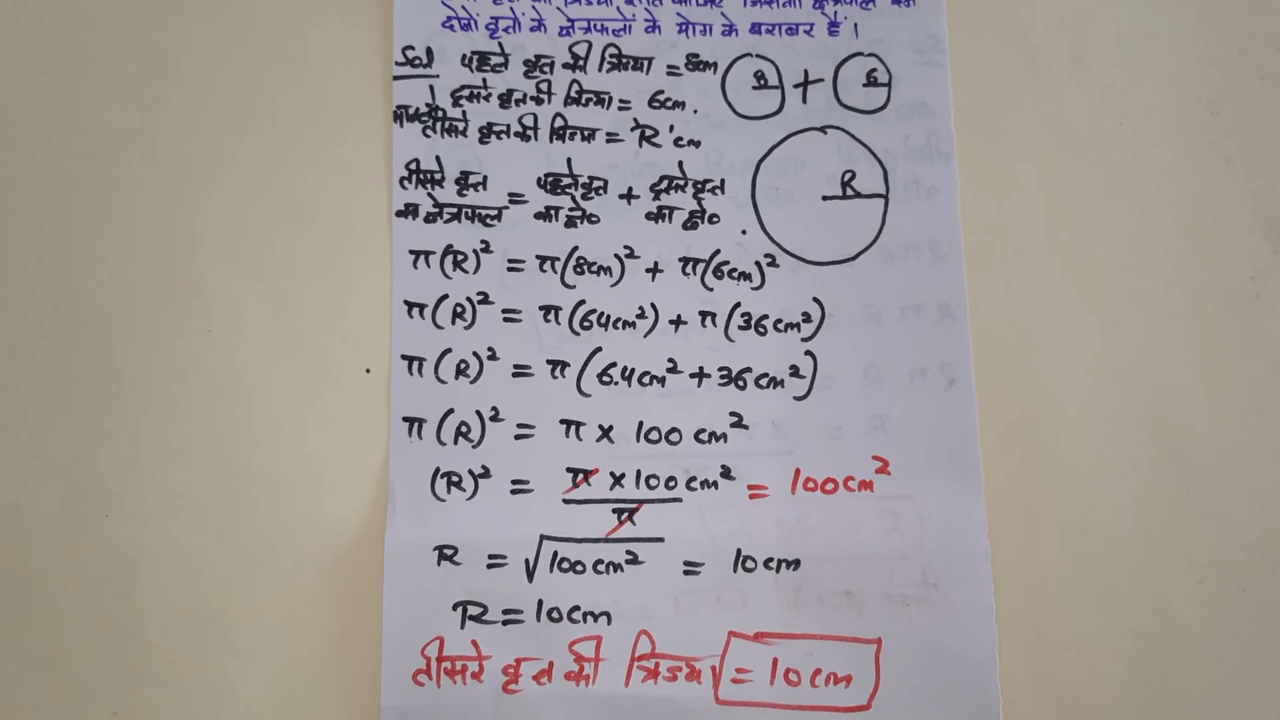 दोनों वृत्तों के क्षेत्रफलों के योग के बराबर है।
Sol पहले वृत्त की त्रिज्या = 8cm
8 + 6
दूसरे वृत्त की त्रिज्या = 6cm.
तीसरे वृत्त की त्रिज्या = 'R' cm
R
तीसरे वृत्त का क्षेत्रफल = पहले वृत्त का क्षे० + दूसरे वृत्त का क्षे०.
π(R)² = π(8cm)² + π(6cm)²
π(R)² = π(64cm²) + π(36cm²)
π(R)² = π(64cm² + 36cm²)
π(R)² = π × 100 cm²
(R)² = π × 100cm² / π = 100cm²
R = √100cm² = 10cm
R = 10cm
तीसरे वृत्त की त्रिज्या = 10cm